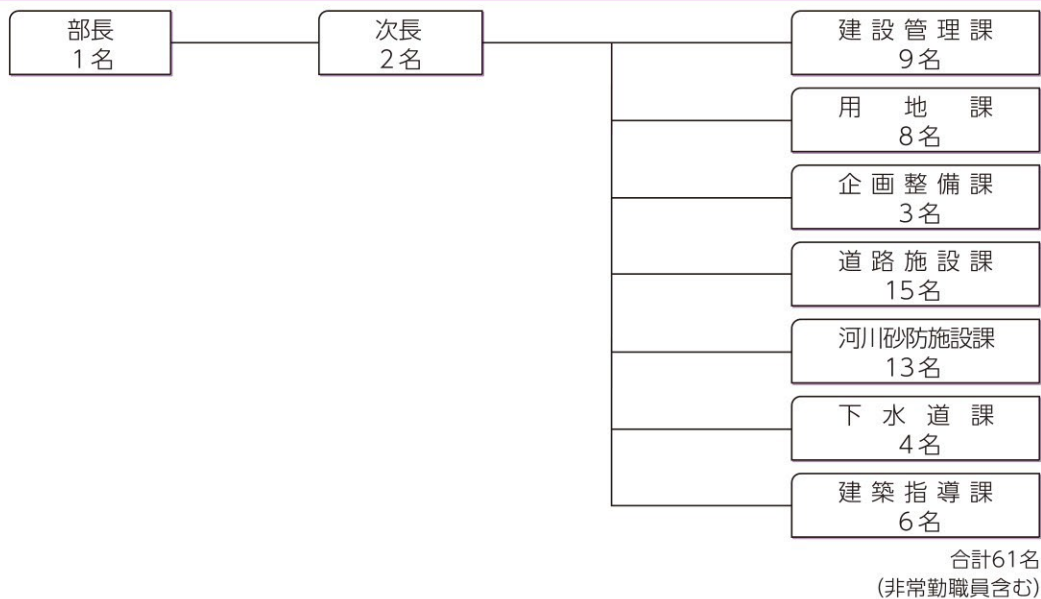 部長
1名
次長
2名
建設管理課
9名
用地課
8名
企画整備課
3名
道路施設課
15名
河川砂防施設課
13名
下水道課
4名
建築指導課
6名
合計61名
(非常勤職員含む)